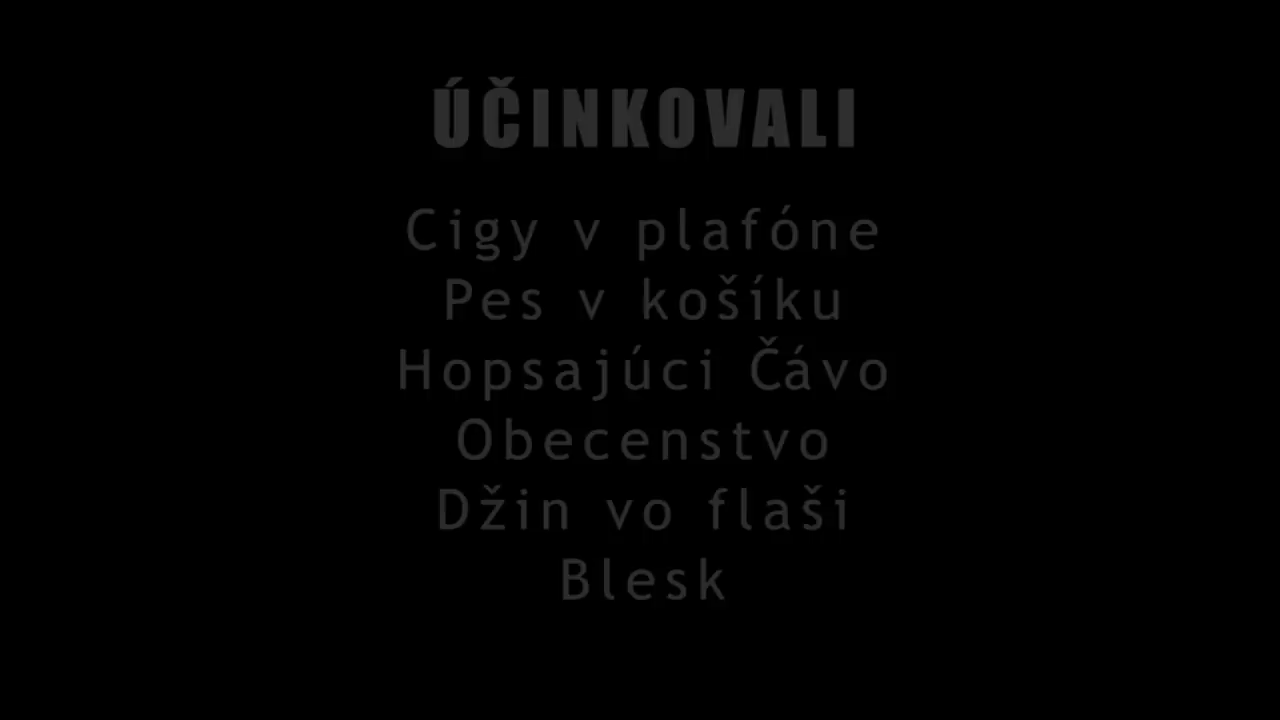 ÚČINKOVALI
Cigy v plafóne
Pes v košíku
Hopsajúci Čávo
Obecenstvo
Džin vo flaši
Blesk